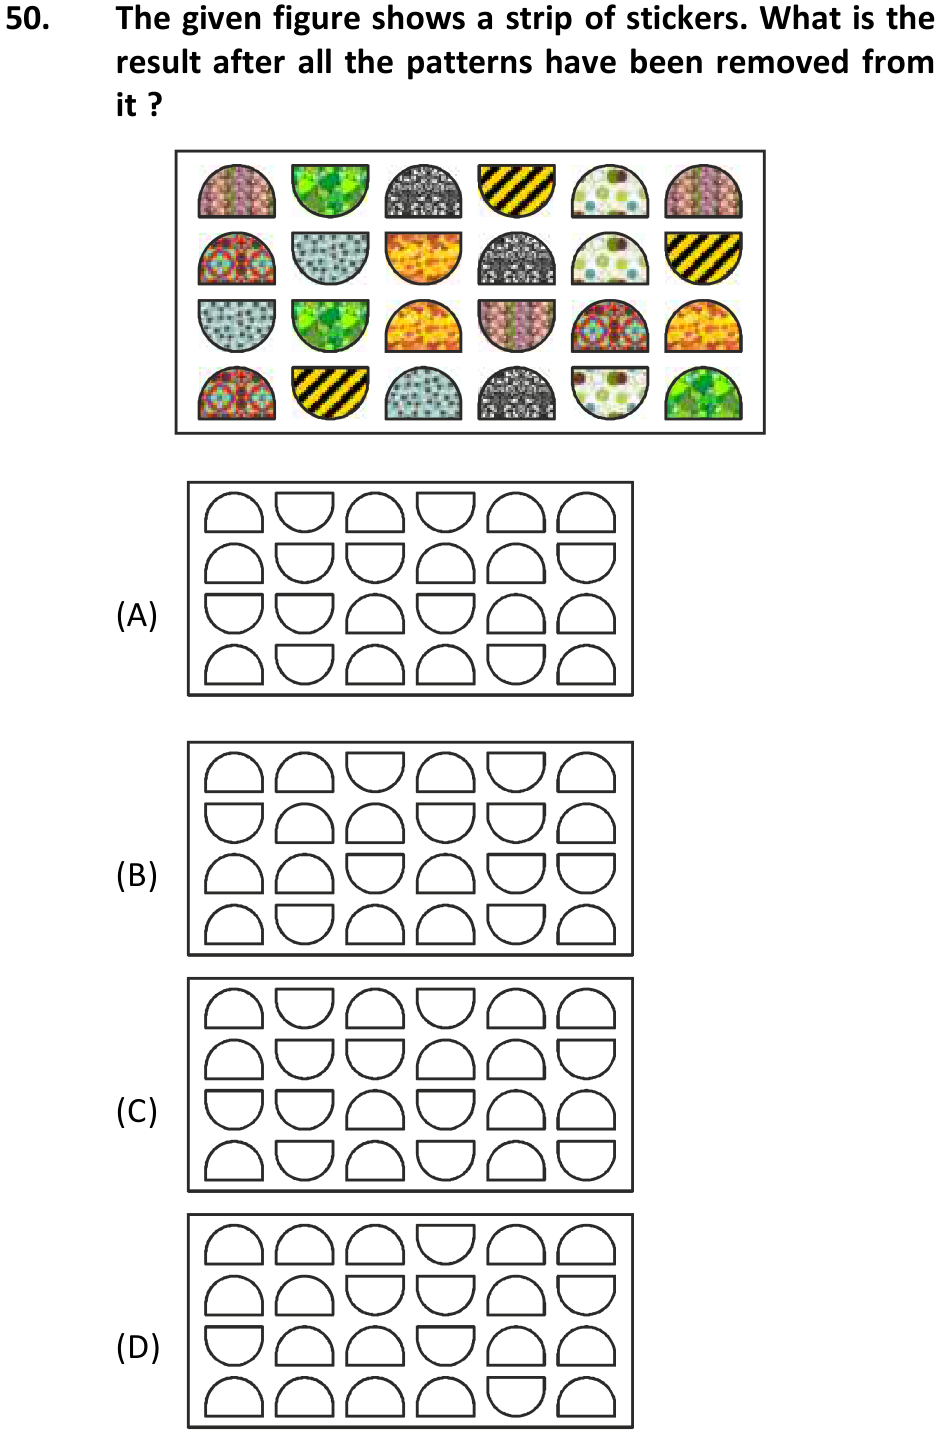 50. The given figure shows a strip of stickers. What is the
result after all the patterns have been removed from
it ?
(A)
(B)
(C)
(D)